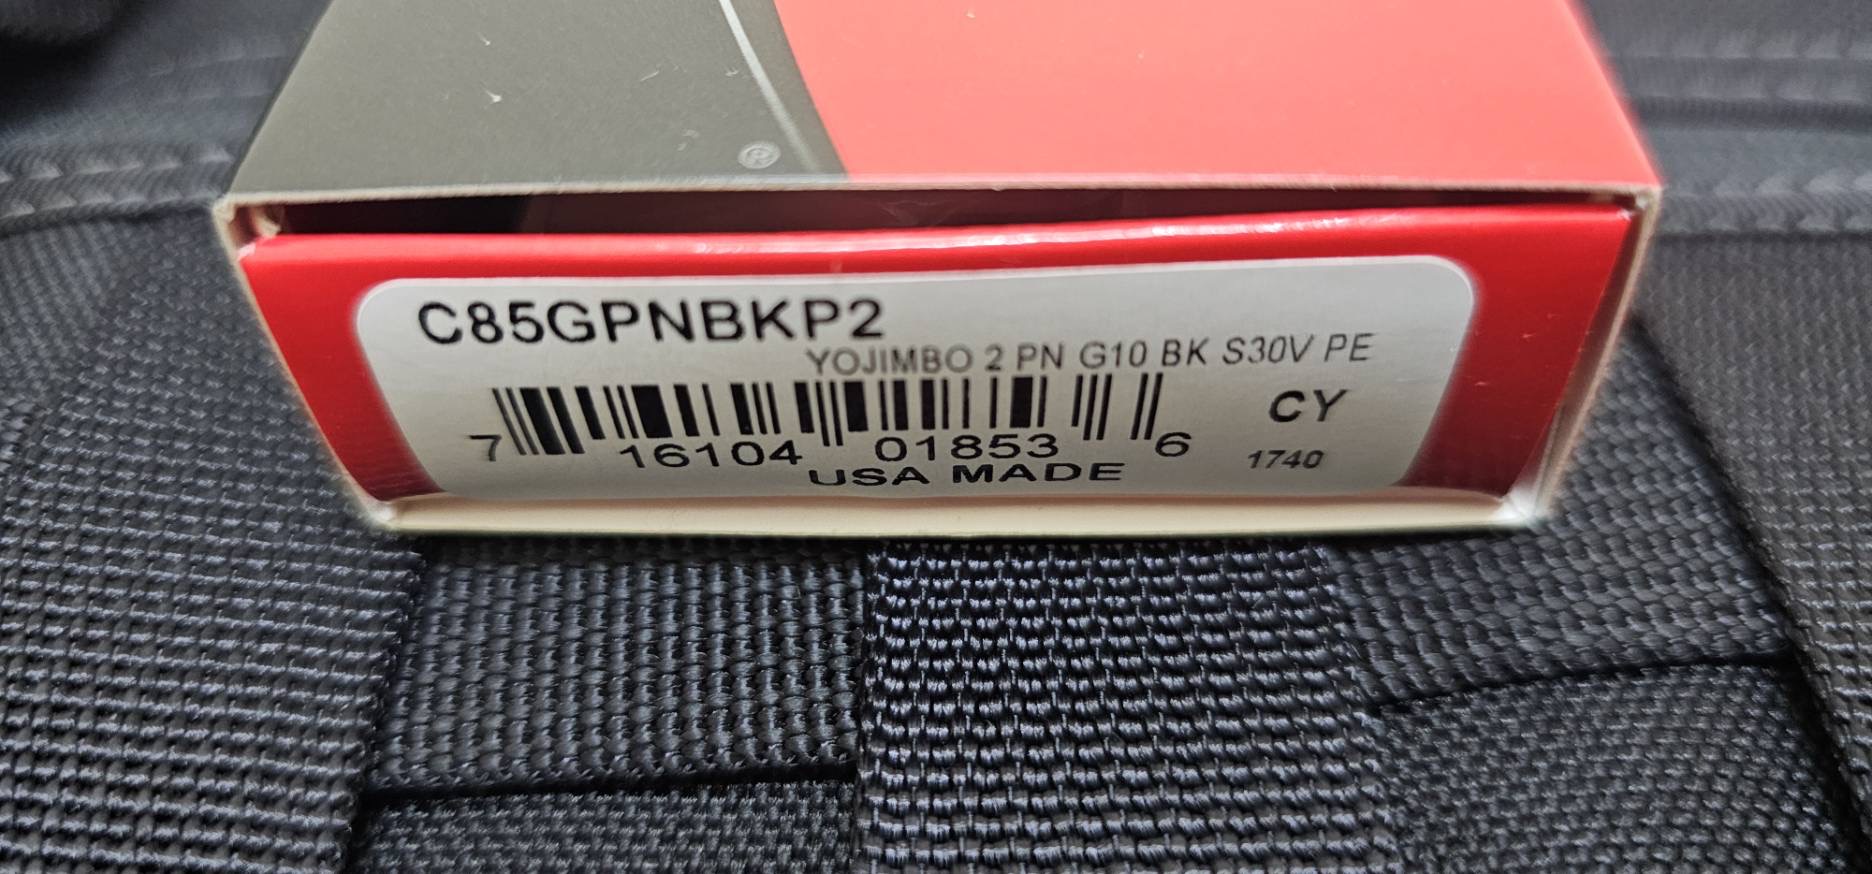 ®
C85GPNBKP2
YOJIMBO 2 PN G10 BK S30V PE
CY
7 16104 01853 6
1740
USA MADE